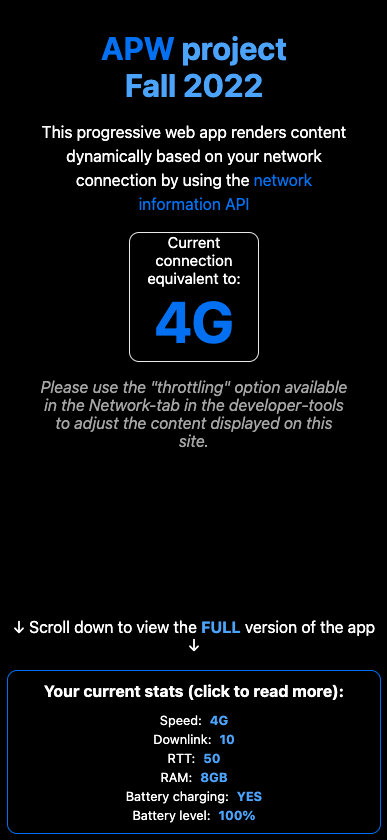 APW project
Fall 2022
This progressive web app renders content
dynamically based on your network
connection by using the network
information API
Current
connection
equivalent to:
4G
Please use the "throttling" option available
in the Network-tab in the developer-tools
to adjust the content displayed on this
site.
↓ Scroll down to view the FULL version of the app
↓
Your current stats (click to read more):
Speed: 4G
Downlink: 10
RTT: 50
RAM: 8GB
Battery charging: YES
Battery level: 100%